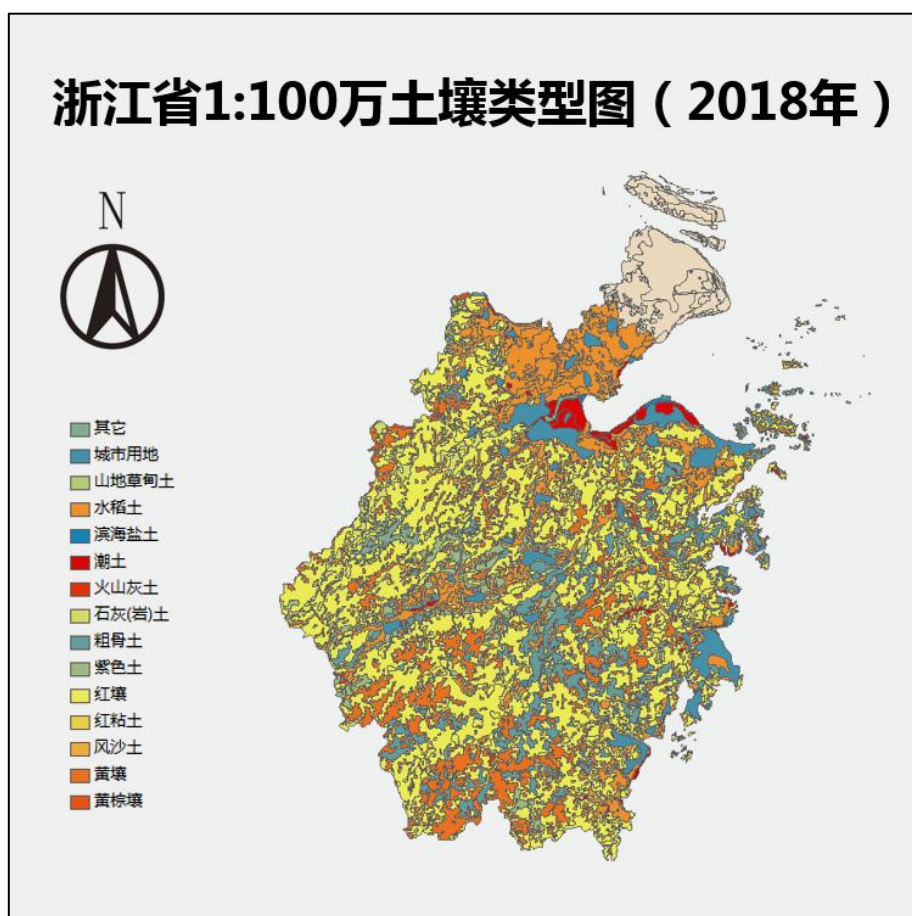 浙江省1:100万土壤类型图（2018年）
N
其它
城市用地
山地草甸土
水稻土
滨海盐土
潮土
火山灰土
石灰(岩)土
粗骨土
紫色土
红壤
红粘土
风沙土
黄壤
黄棕壤